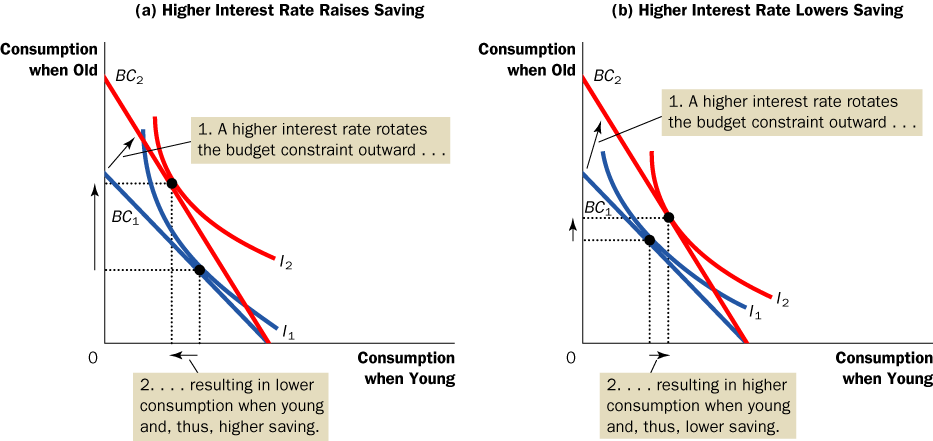 (a) Higher Interest Rate Raises Saving
Consumption
when Old
BC2
1. A higher interest rate rotates
the budget constraint outward . . .
BC1
I2
I1
0
Consumption
when Young
2. . . . resulting in lower
consumption when young
and, thus, higher saving.
(b) Higher Interest Rate Lowers Saving
Consumption
when Old
BC2
1. A higher interest rate rotates
the budget constraint outward . . .
BC1
I2
I1
0
Consumption
when Young
2. . . . resulting in higher
consumption when young
and, thus, lower saving.